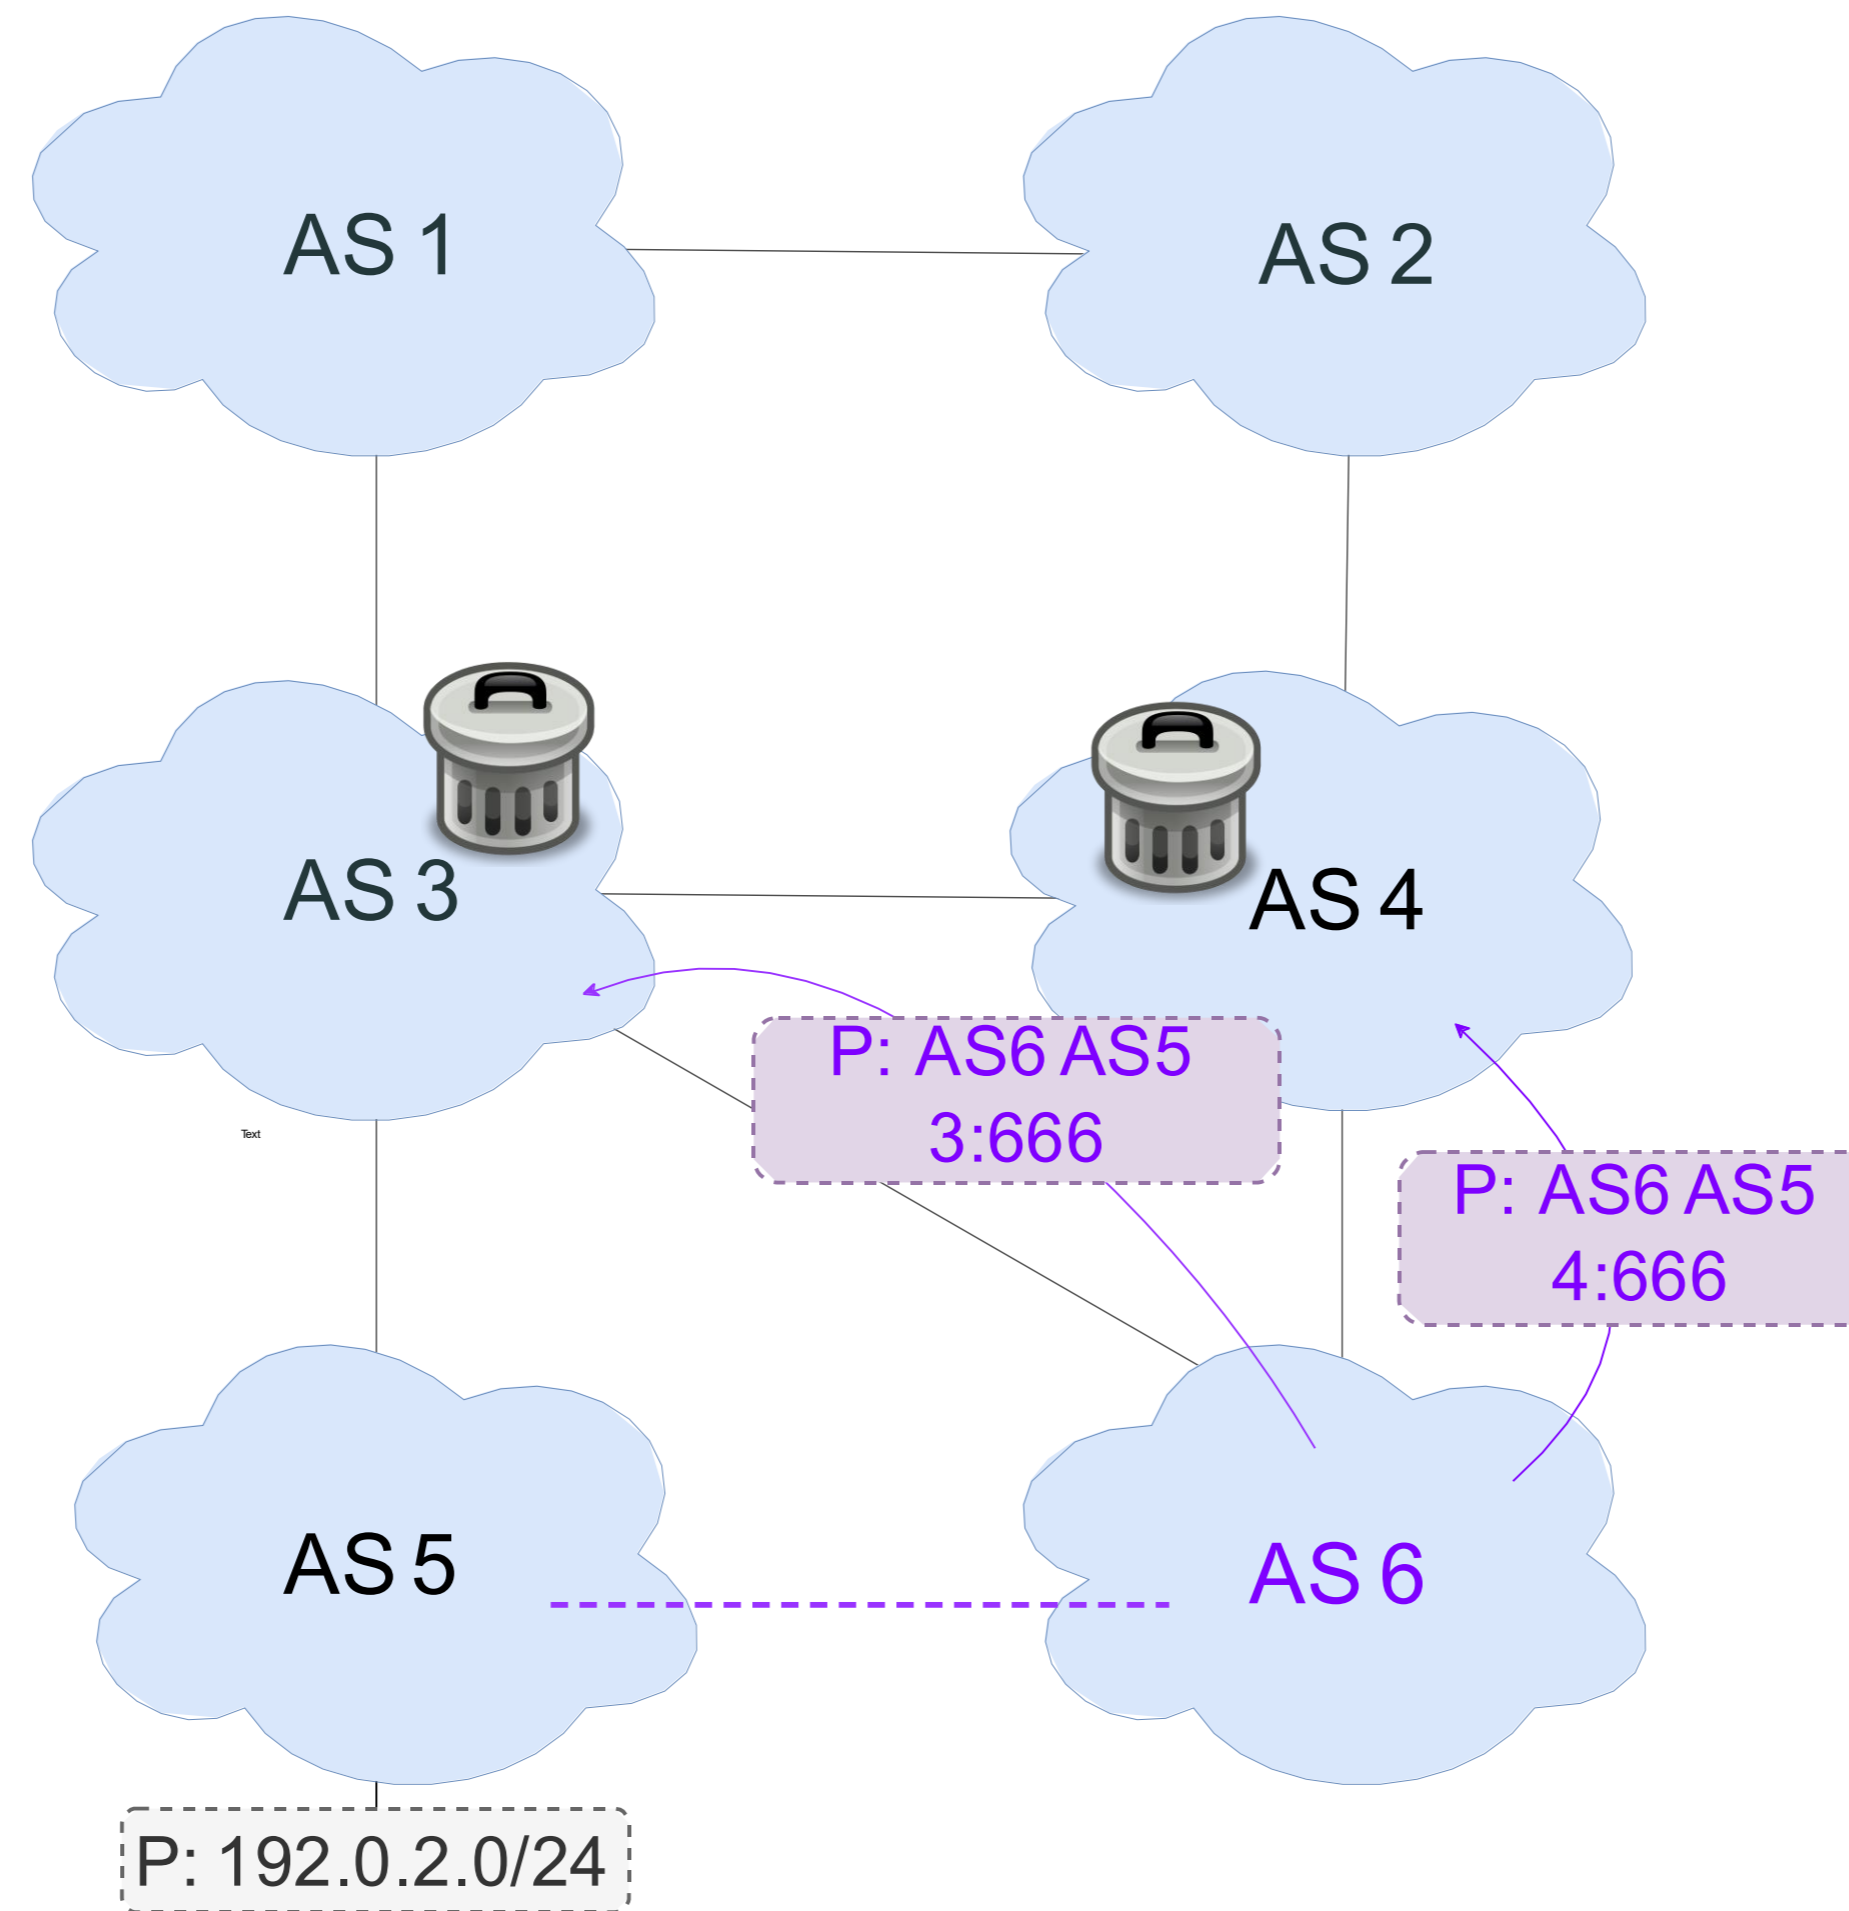 AS 1
AS 2
AS 3
AS 4
P: AS6 AS5
3:666
Text
P: AS6 AS5
4:666
AS 5
AS 6
P: 192.0.2.0/24